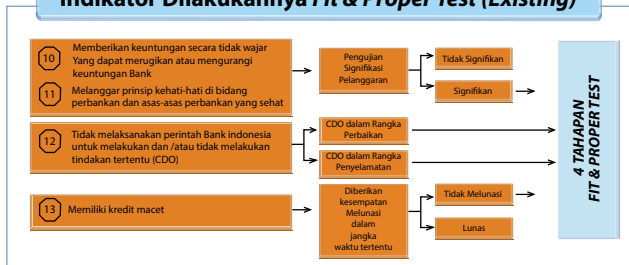 Indikator Dilakukannya Fit & Proper Test (Existing)
10
Memberikan keuntungan secara tidak wajar
Yang dapat merugikan atau mengurangi
keuntungan Bank
11
Melanggar prinsip kehati-hati di bidang
perbankan dan asas-asas perbankan yang sehat
Pengujian
Signifikasi
Pelanggaran
Tidak Signifikan
Signifikan
12
Tidak melaksanakan perintah Bank indonesia
untuk melakukan dan /atau tidak melakukan
tindakan tertentu (CDO)
CDO dalam Rangka
Perbaikan
CDO dalam Rangka
Penyelamatan
13
Memiliki kredit macet
Diberikan
kesempatan
Melunasi
dalam
jangka
waktu tertentu
Tidak Melunasi
Lunas
4 TAHAPAN
FIT & PROPER TEST